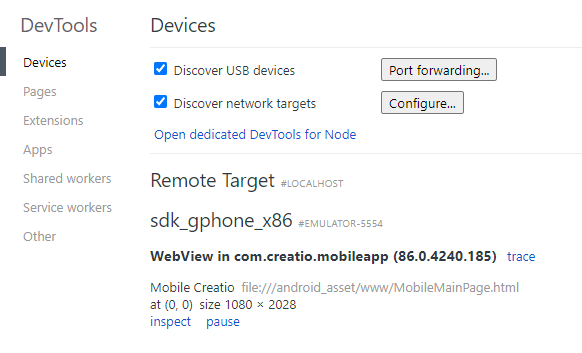 DevTools
Devices
Pages
Extensions
Apps
Shared workers
Service workers
Other
Devices
Discover USB devices Port forwarding...
Discover network targets Configure...
Open dedicated DevTools for Node
Remote Target #LOCALHOST
sdk_gphone_x86 #EMULATOR-5554
WebView in com.creatio.mobileapp (86.0.4240.185) trace
Mobile Creatio file:///android_asset/www/MobileMainPage.html
at (0, 0) size 1080 × 2028
inspect pause